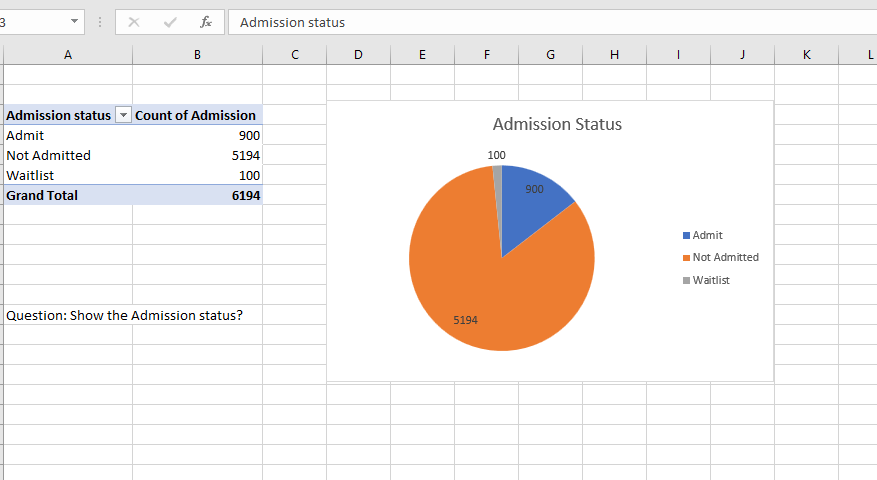 3 fx Admission status
A B C D E F G H I J K L
Admission status Count of Admission
Admit 900
Not Admitted 5194
Waitlist 100
Grand Total 6194
Question: Show the Admission status?
Admission Status
100
900
5194
Admit
Not Admitted
Waitlist